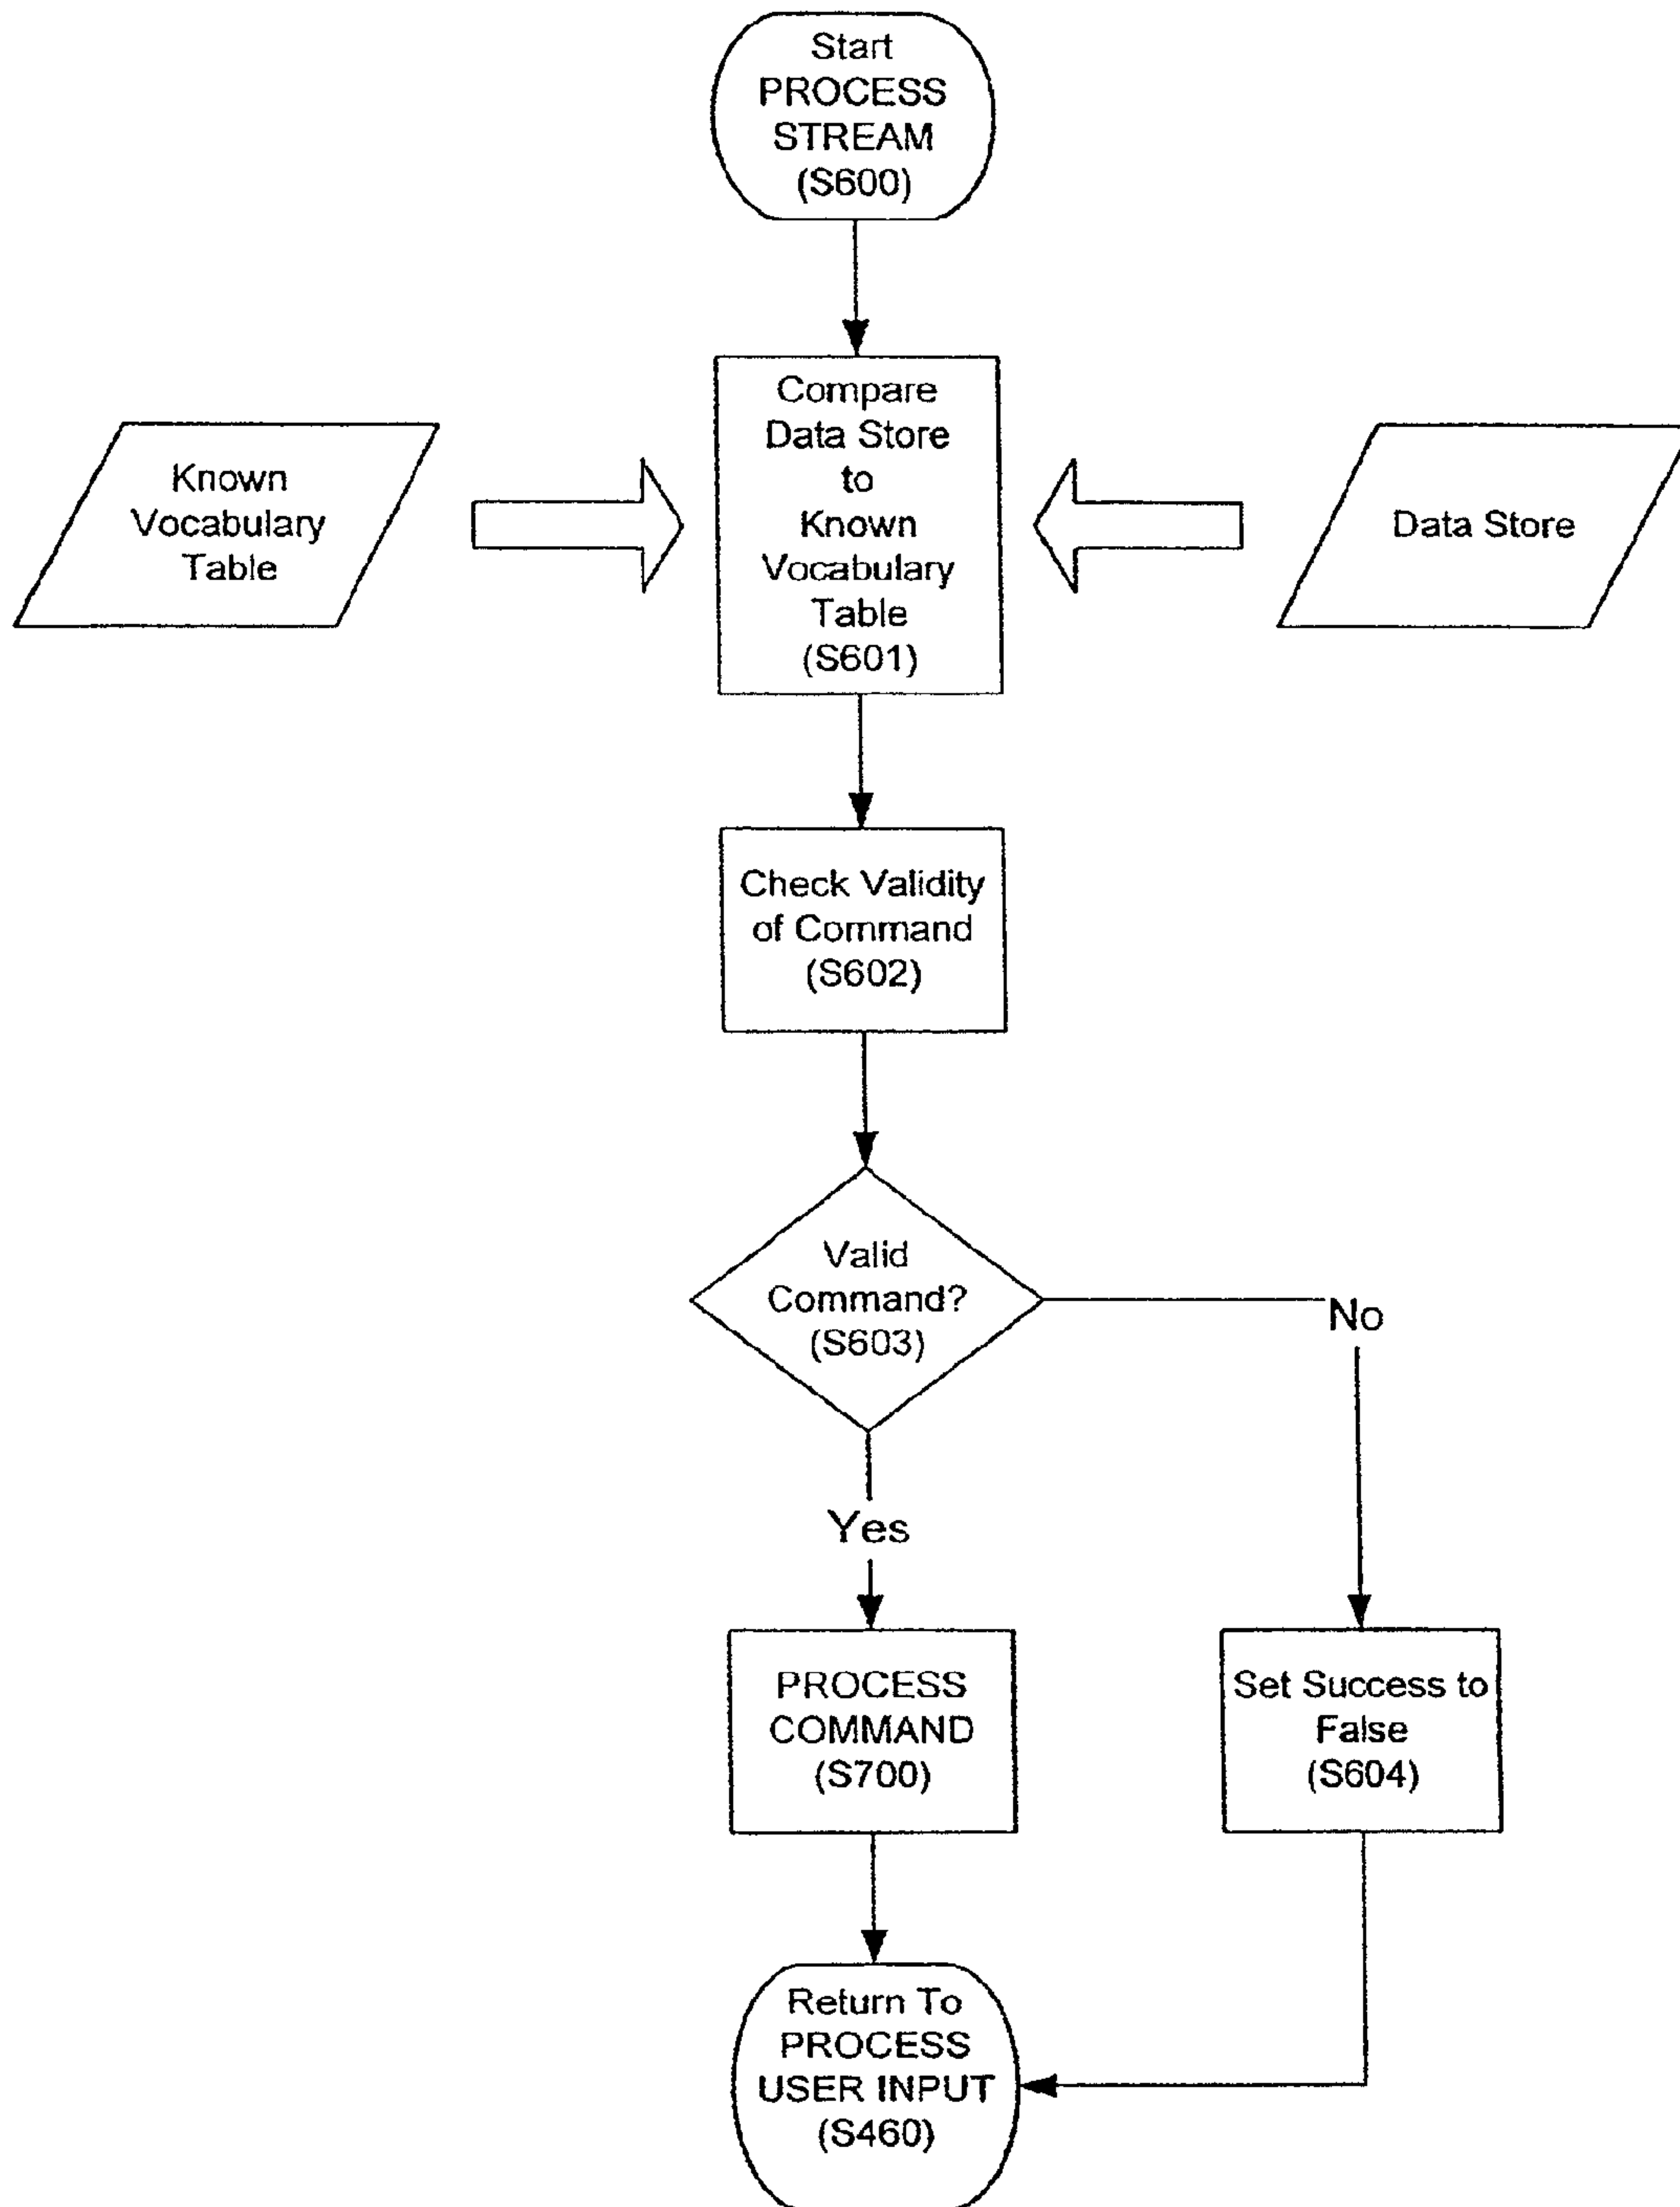 Start
PROCESS
STREAM
(S600)
Compare
Data Store
to
Known
Vocabulary
Table
(S601)
Known
Vocabulary
Table
Data Store
Check Validity
of Command
(S602)
Valid
Command?
(S603)
No
Yes
PROCESS
COMMAND
(S700)
Set Success to
False
(S604)
Return To
PROCESS
USER INPUT
(S460)